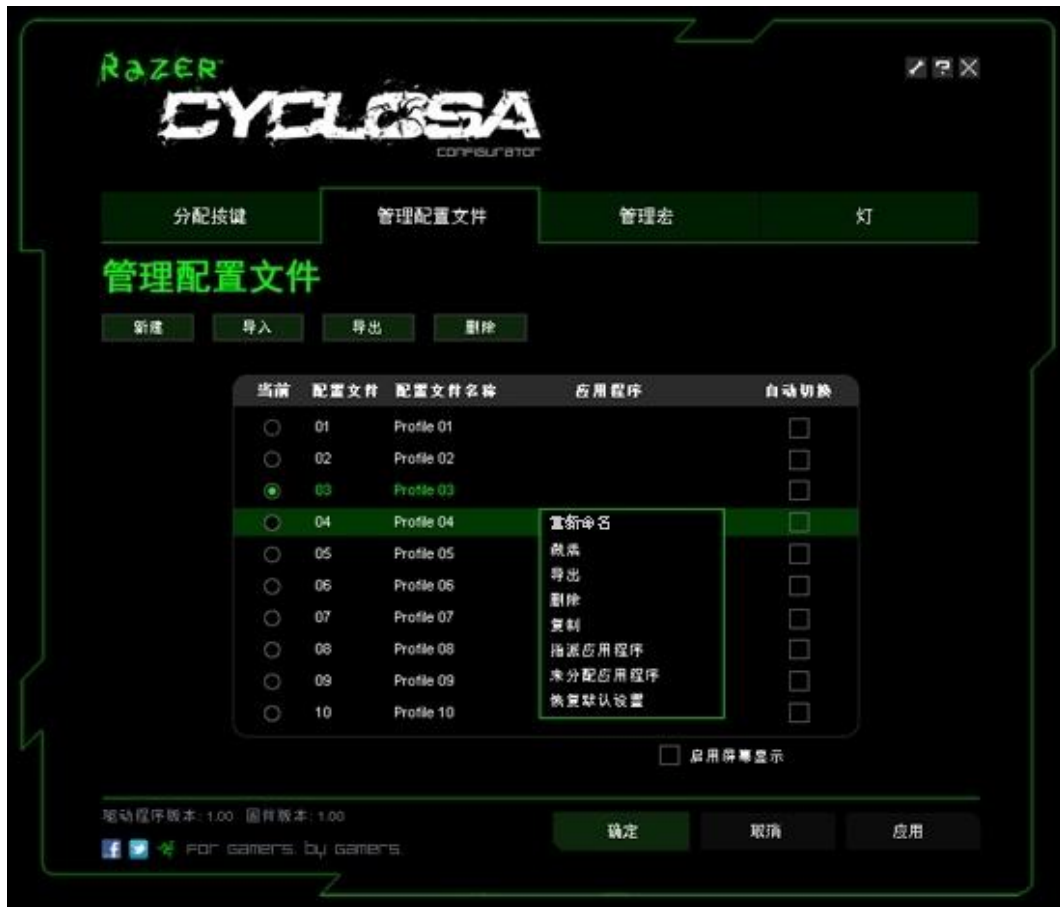 RAZER
CYCLOSA
CONFIGURATOR
分配按键 管理配置文件 管理宏 灯
管理配置文件
新建 导入 导出 删除
当前 配置文件 配置文件名称 应用程序 自动切换
01 Profile 01
02 Profile 02
03 Profile 03
04 Profile 04
05 Profile 05
06 Profile 06
07 Profile 07
08 Profile 08
09 Profile 09
10 Profile 10
重新命名
激活
导出
删除
复制
指派应用程序
未分配应用程序
恢复默认设置
启用屏幕显示
驱动程序版本: 1.00 固件版本: 1.00
For Gamers. by Gamers.
确定 取消 应用